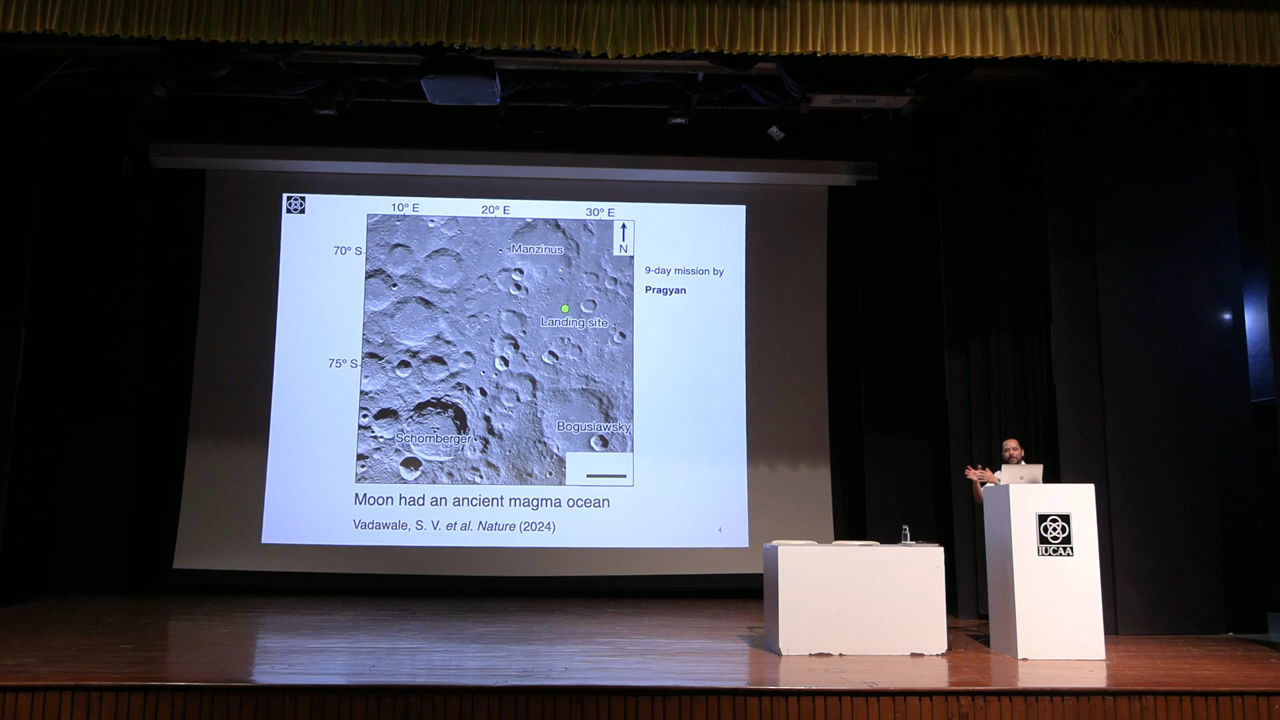 10° E
20° E
30° E
70° S
Manzinus
N
9-day mission by
Pragyan
Landing site
75° S
Boguslawsky
Schomberger
Moon had an ancient magma ocean
Vadawale, S. V. et al. Nature (2024)
4
IUCAA